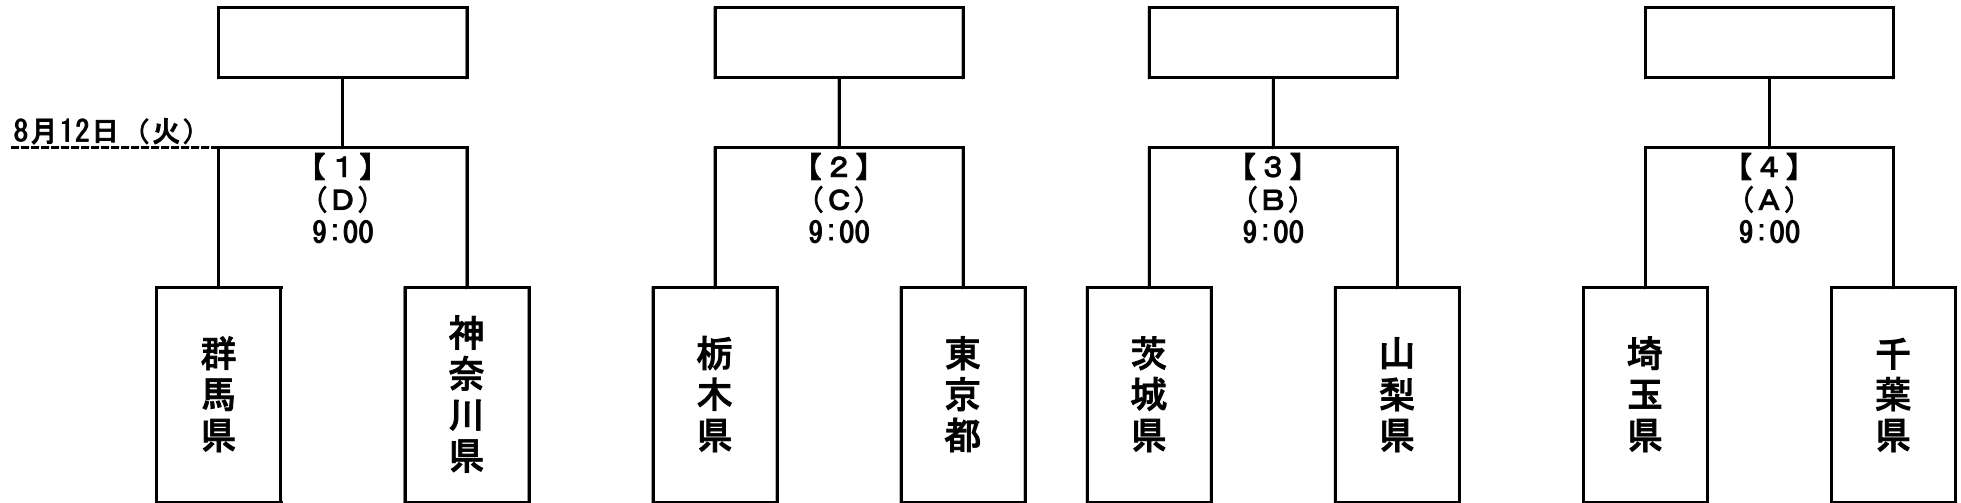 8月12日（火）
【１】
（D）
9:00
【２】
（C）
9:00
【３】
（B）
9:00
【４】
（A）
9:00
群馬県
神奈川県
栃木県
東京都
茨城県
山梨県
埼玉県
千葉県